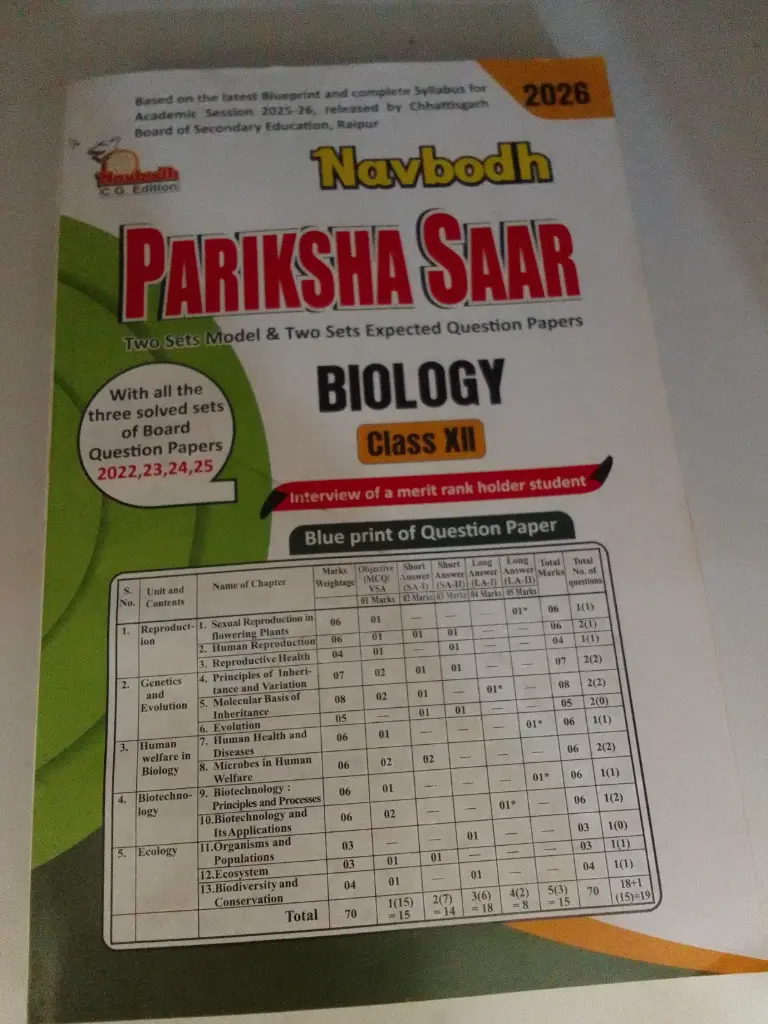 Based on the latest Blueprint and complete Syllabus for
Academic Session 2025-26, released by Chhattisgarh
Board of Secondary Education, Raipur
2026
Navbodh
C.G. Edition
Navbodh
PARIKSHA SAAR
Two Sets Model & Two Sets Expected Question Papers
BIOLOGY
Class XII
With all the
three solved sets
of Board
Question Papers
2022,23,24,25
Interview of a merit rank holder student
Blue print of Question Paper
S. No. Unit and Contents Name of Chapter Marks Weightage Objective (MCQ/ VSA Short Answer (SA-I) Short Answer (SA-II) Long Answer (LA-I) Long Answer (LA-II) Total Marks Total No. of questions
01 Marks 02 Marks 03 Marks 04 Marks 05 Marks
1. Reproduct-ion 1. Sexual Reproduction in flowering Plants 06 01 — — — 01* 06 1(1)
2. Human Reproduction 06 01 01 01 — — 06 2(1)
3. Reproductive Health 04 01 — 01 — — 04 1(1)
2. Genetics and Evolution 4. Principles of Inheri-tance and Variation 07 02 01 01 — — 07 2(2)
5. Molecular Basis of Inheritance 08 02 01 — 01* — 08 2(2)
6. Evolution 05 — 01 01 — — 05 2(0)
3. Human welfare in Biology 7. Human Health and Diseases 06 01 — — — 01* 06 1(1)
8. Microbes in Human Welfare 06 02 02 — — — 06 2(2)
4. Biotechno-logy 9. Biotechnology : Principles and Processes 06 01 — — — 01* 06 1(1)
10. Biotechnology and Its Applications 06 02 — — 01* — 06 1(2)
5. Ecology 11. Organisms and Populations 03 — — 01 — — 03 1(0)
12. Ecosystem 03 01 01 — — — 03 1(1)
13. Biodiversity and Conservation 04 01 — 01 — — 04 1(1)
Total 70 1(15) = 15 2(7) = 14 3(6) = 18 4(2) = 8 5(3) = 15 70 18+1 (15)=19